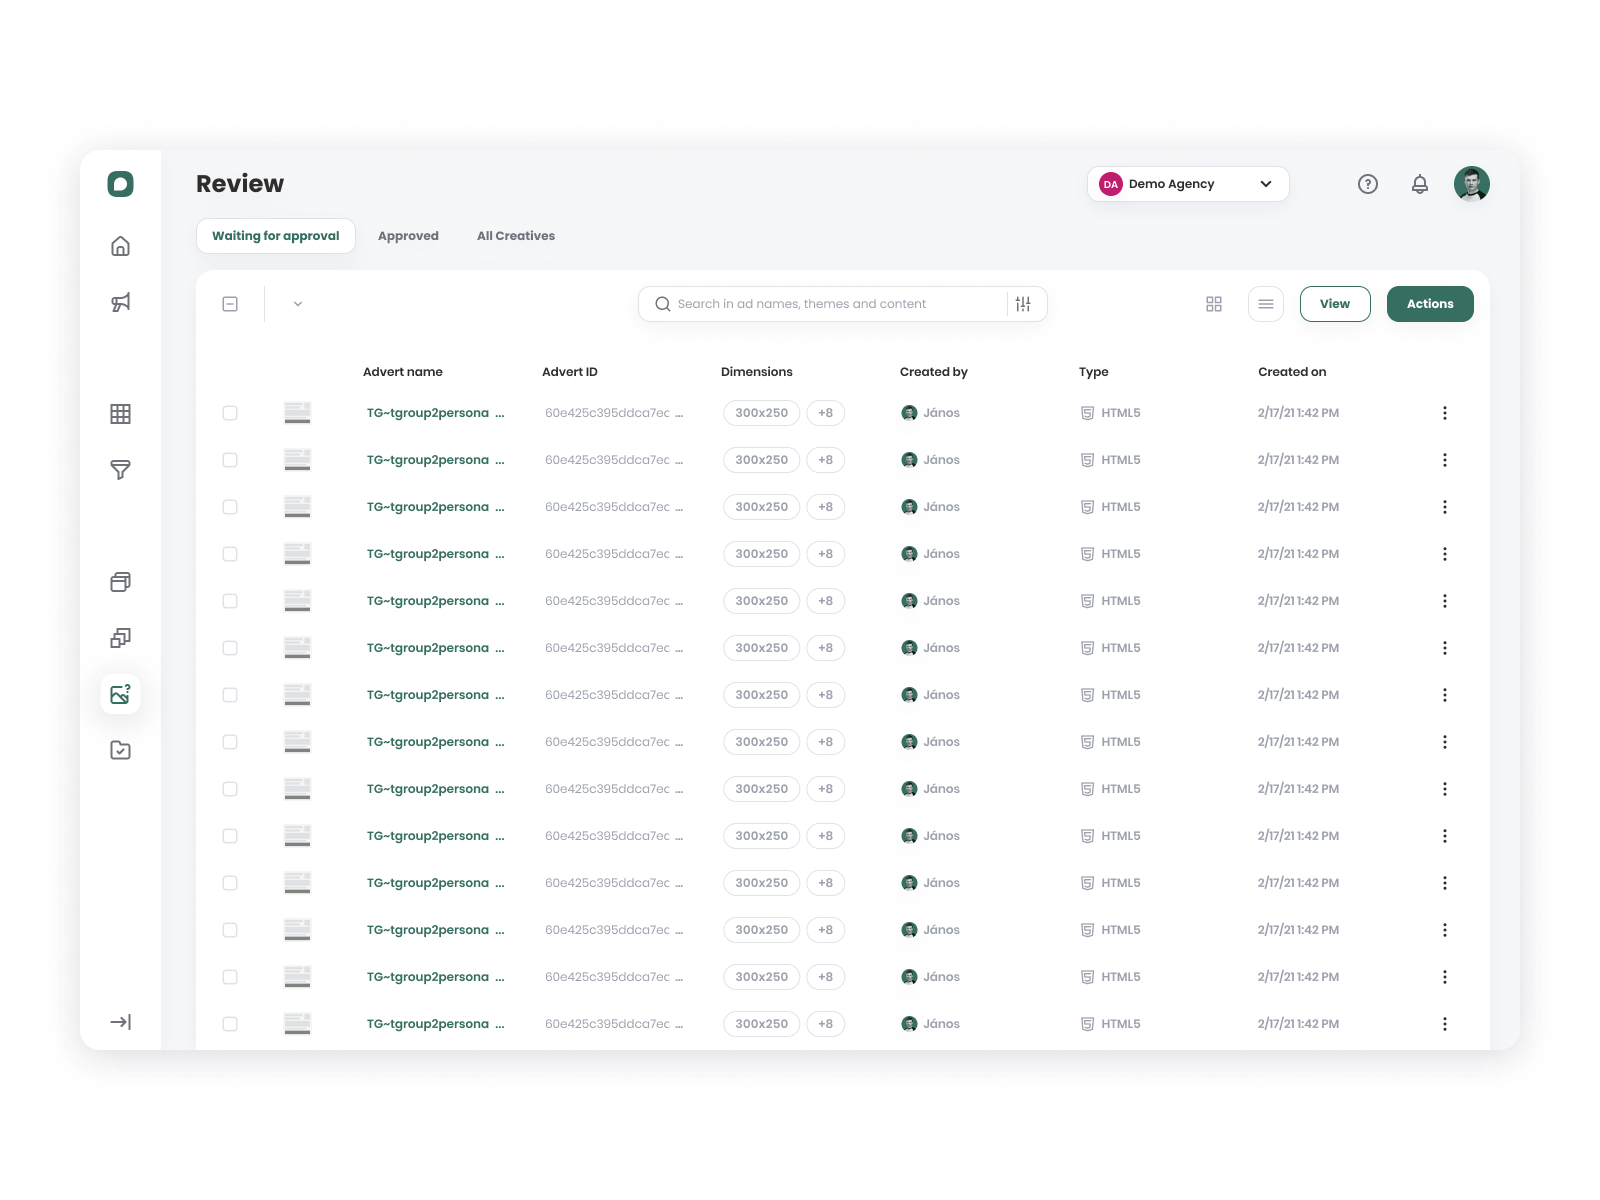 Review
DA Demo Agency
Waiting for approval Approved All Creatives
Search in ad names, themes and content
View Actions
Advert name Advert ID Dimensions Created by Type Created on
TG~tgroup2persona ... 60e425c395ddca7ec ... 300x250 +8 János HTML5 2/17/21 1:42 PM
TG~tgroup2persona ... 60e425c395ddca7ec ... 300x250 +8 János HTML5 2/17/21 1:42 PM
TG~tgroup2persona ... 60e425c395ddca7ec ... 300x250 +8 János HTML5 2/17/21 1:42 PM
TG~tgroup2persona ... 60e425c395ddca7ec ... 300x250 +8 János HTML5 2/17/21 1:42 PM
TG~tgroup2persona ... 60e425c395ddca7ec ... 300x250 +8 János HTML5 2/17/21 1:42 PM
TG~tgroup2persona ... 60e425c395ddca7ec ... 300x250 +8 János HTML5 2/17/21 1:42 PM
TG~tgroup2persona ... 60e425c395ddca7ec ... 300x250 +8 János HTML5 2/17/21 1:42 PM
TG~tgroup2persona ... 60e425c395ddca7ec ... 300x250 +8 János HTML5 2/17/21 1:42 PM
TG~tgroup2persona ... 60e425c395ddca7ec ... 300x250 +8 János HTML5 2/17/21 1:42 PM
TG~tgroup2persona ... 60e425c395ddca7ec ... 300x250 +8 János HTML5 2/17/21 1:42 PM
TG~tgroup2persona ... 60e425c395ddca7ec ... 300x250 +8 János HTML5 2/17/21 1:42 PM
TG~tgroup2persona ... 60e425c395ddca7ec ... 300x250 +8 János HTML5 2/17/21 1:42 PM
TG~tgroup2persona ... 60e425c395ddca7ec ... 300x250 +8 János HTML5 2/17/21 1:42 PM
TG~tgroup2persona ... 60e425c395ddca7ec ... 300x250 +8 János HTML5 2/17/21 1:42 PM